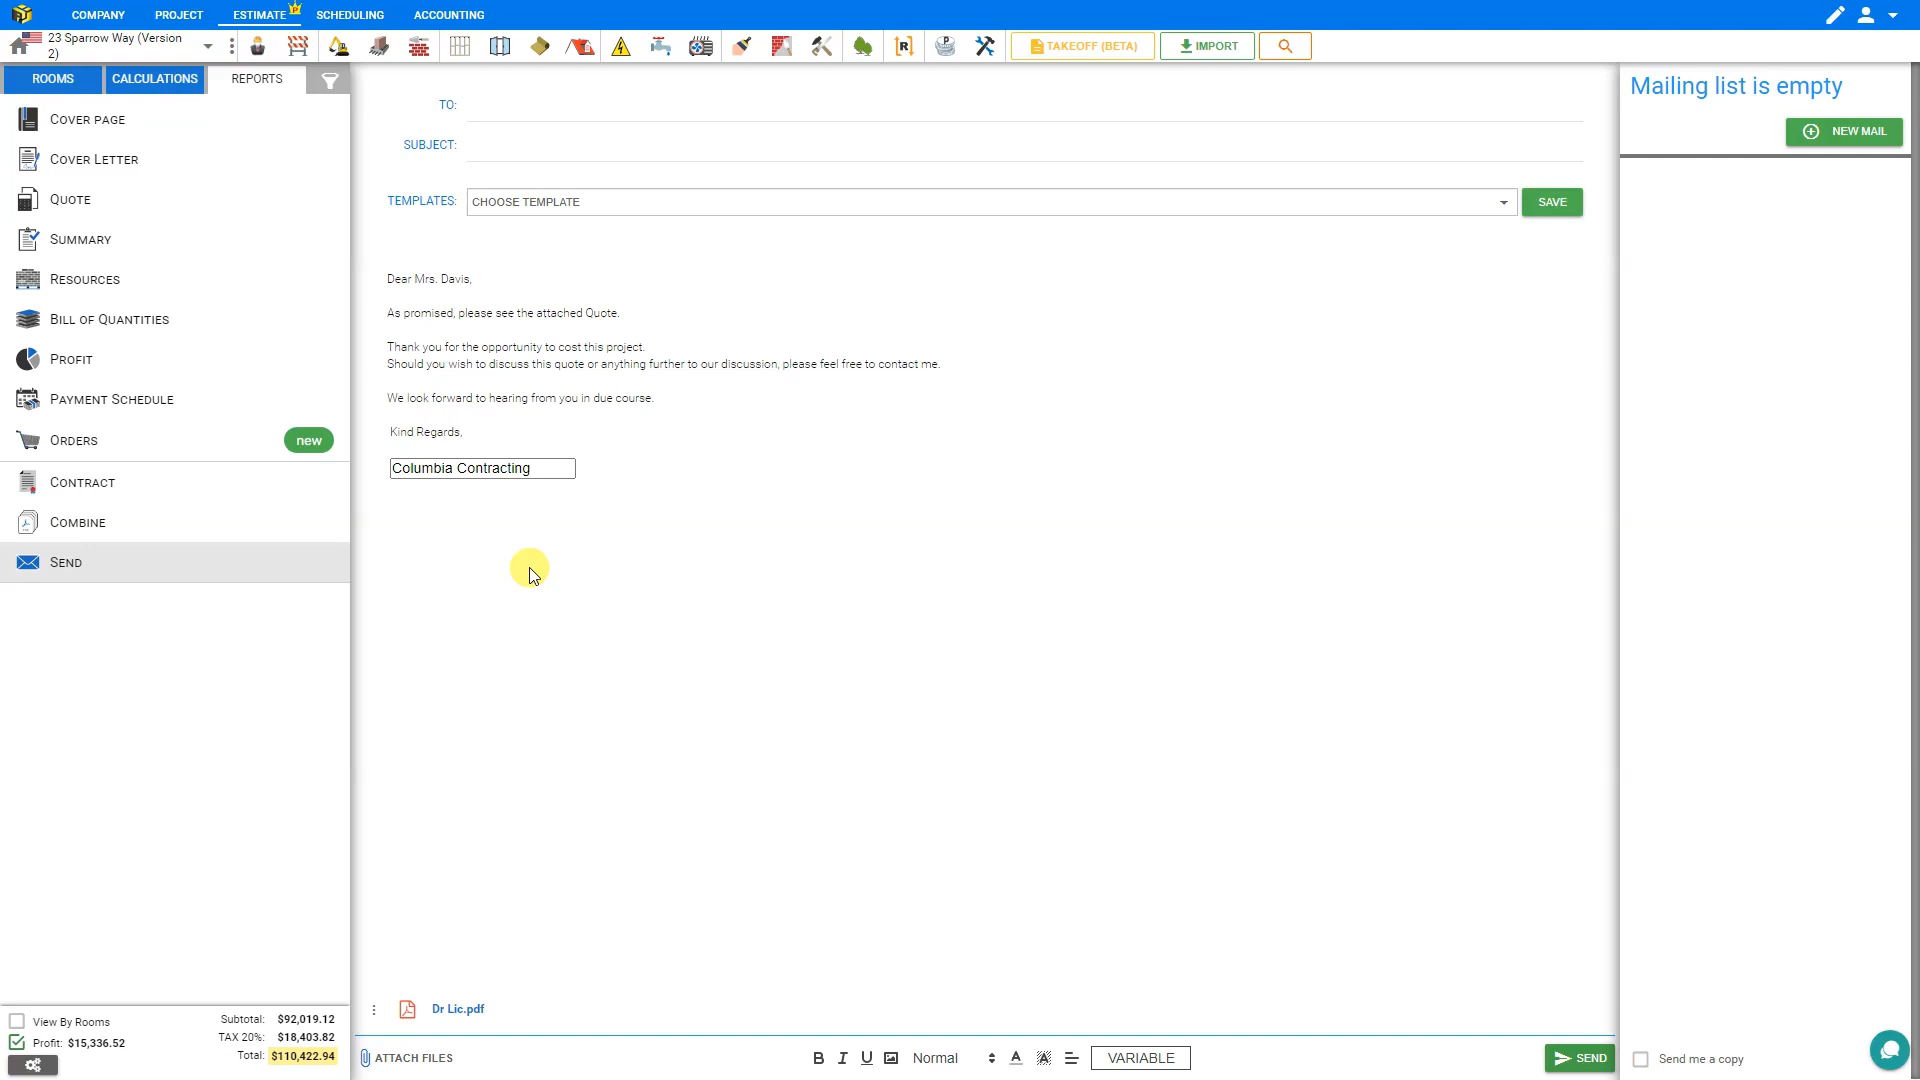 COMPANY PROJECT ESTIMATE SCHEDULING ACCOUNTING
23 Sparrow Way (Version
2)
TAKEOFF (BETA) IMPORT
ROOMS CALCULATIONS REPORTS
COVER PAGE
COVER LETTER
QUOTE
SUMMARY
RESOURCES
BILL OF QUANTITIES
PROFIT
PAYMENT SCHEDULE
ORDERS new
CONTRACT
COMBINE
SEND
View By Rooms
Profit: $15,336.52
Subtotal: $92,019.12
TAX 20%: $18,403.82
Total: $110,422.94
TO:
SUBJECT:
TEMPLATES: CHOOSE TEMPLATE SAVE
Dear Mrs. Davis,
As promised, please see the attached Quote.
Thank you for the opportunity to cost this project.
Should you wish to discuss this quote or anything further to our discussion, please feel free to contact me.
We look forward to hearing from you in due course.
Kind Regards,
Columbia Contracting
Dr Lic.pdf
ATTACH FILES B I U Normal A VARIABLE SEND
Mailing list is empty
NEW MAIL
Send me a copy